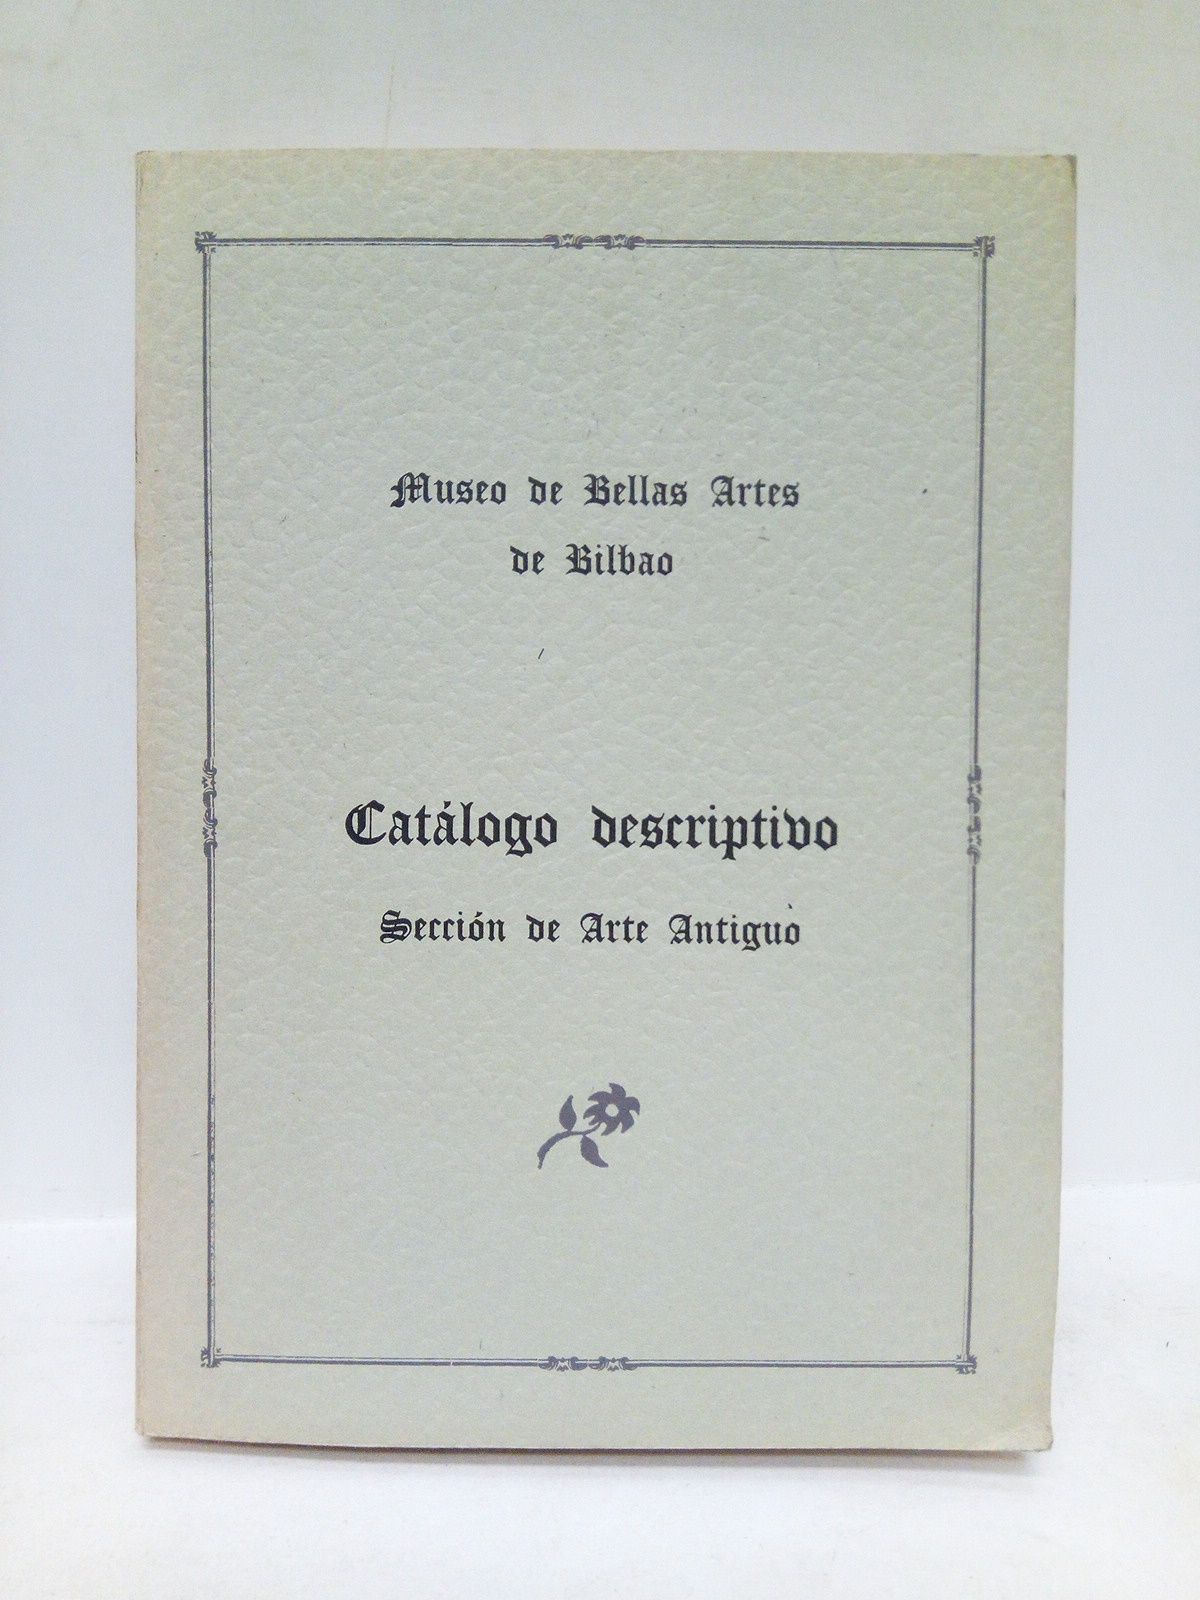 Museo de Bellas Artes
de Bilbao
Catálogo descriptivo
Sección de Arte Antiguo